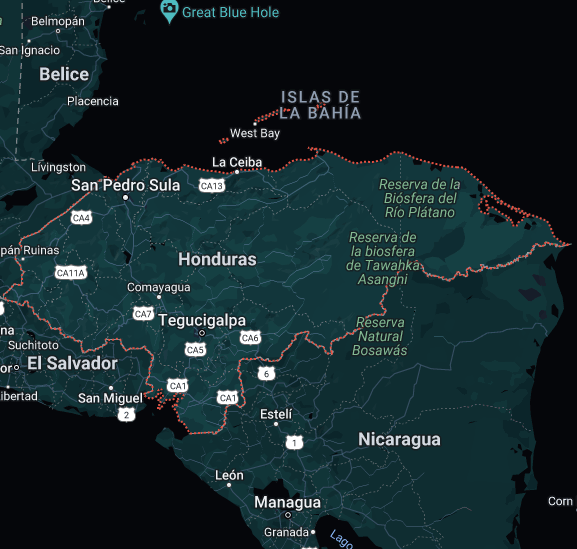 Belice
Great Blue Hole
Belmopán
San Ignacio
Belice
Placencia
ISLAS DE
LA BAHÍA
West Bay
Lívingston
La Ceiba
San Pedro Sula
CA13
Reserva de la
Biósfera del
Río Plátano
CA4
Reserva de
la biosfera
de Tawahka
Asangni
pán Ruinas
Honduras
CA11A
Comayagua
CA7
Tegucigalpa
Reserva
Natural
Bosawás
CA6
na
Suchitoto
CA5
El Salvador
or
6
CA1
ibertad
San Miguel
CA1
2
Estelí
1
Nicaragua
León
Managua
Corn
Granada
Lago